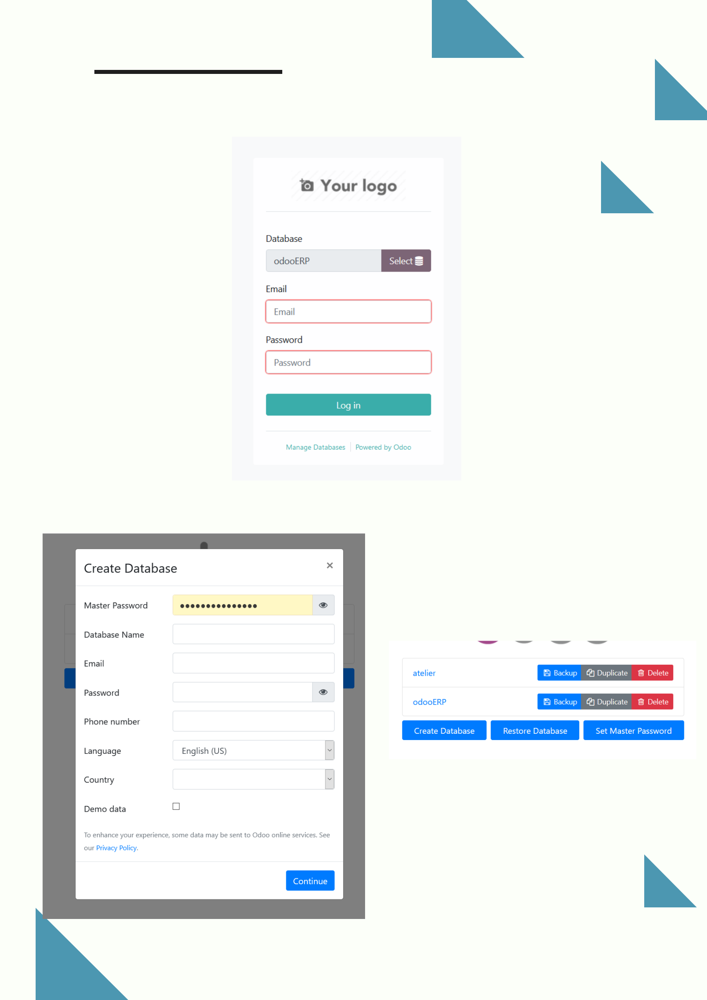 Your logo
Database
odooERP Select
Email
Email
Password
Password
Log in
Manage Databases Powered by Odoo
Create Database ×
Master Password ●●●●●●●●●●●●●●●
Database Name
Email
Password
Phone number
Language English (US)
Country
Demo data
To enhance your experience, some data may be sent to Odoo online services. See
our Privacy Policy.
Continue
atelier Backup Duplicate Delete
odooERP Backup Duplicate Delete
Create Database Restore Database Set Master Password